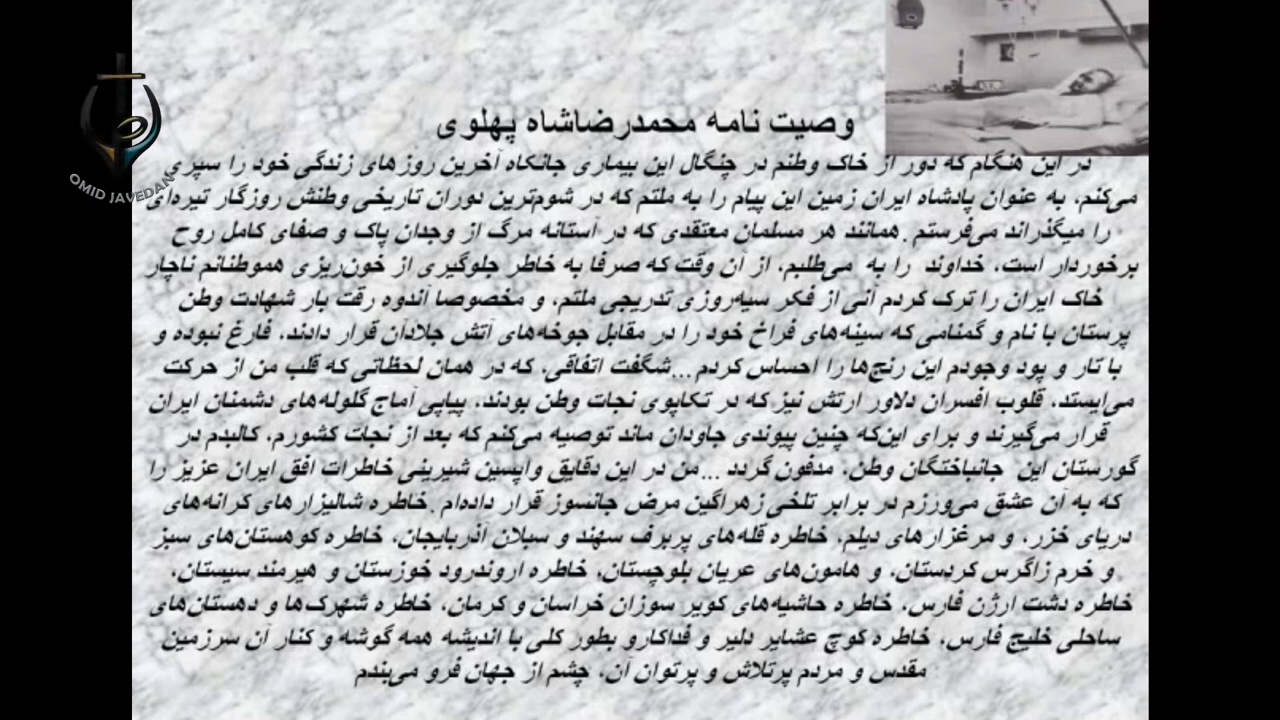 OMID JAVEDAN
وصیت نامه محمدرضاشاه پهلوی
در این هنگام که دور از خاک وطنم در چنگال این بیماری جانکاه آخرین روزهای زندگی خود را سپری
می‌کنم، به عنوان پادشاه ایران زمین این پیام را به ملتم که در شوم‌ترین دوران تاریخی وطنش روزگار تیره‌ای
را میگذراند می‌فرستم .همانند هر مسلمان معتقدی که در آستانه مرگ از وجدان پاک و صفای کامل روح
برخوردار است، خداوند را به می‌طلبم، از آن وقت که صرفا به خاطر جلوگیری از خون‌ریزی هموطنانم ناچار
خاک ایران را ترک کردم آنی از فکر سیه‌روزی تدریجی ملتم، و مخصوصا اندوه رقت بار شهادت وطن
پرستان با نام و گمنامی که سینه‌های فراخ خود را در مقابل جوخه‌های آتش جلادان قرار دادند، فارغ نبوده و
با تار و پود وجودم این رنج‌ها را احساس کردم ...شگفت اتفاقی، که در همان لحظاتی که قلب من از حرکت
می‌ایستد، قلوب افسران دلاور ارتش نیز که در تکاپوی نجات وطن بودند، پیاپی آماج گلوله‌های دشمنان ایران
قرار می‌گیرند و برای این‌که چنین پیوندی جاودان ماند توصیه می‌کنم که بعد از نجات کشورم، کالبدم در
گورستان این جانباختگان وطن، مدفون گردد ...من در این دقایق واپسین شیرینی خاطرات افق ایران عزیز را
که به آن عشق می‌ورزم در برابر تلخی زهراگین مرض جانسوز قرار داده‌ام .خاطره شالیزارهای کرانه‌های
دریای خزر، و مرغزارهای دیلم، خاطره قله‌های پربرف سهند و سبلان آذربایجان، خاطره کوهستان‌های سبز
و خرم زاگرس کردستان، و هامون‌های عریان بلوچستان، خاطره اروندرود خوزستان و هیرمند سیستان،
خاطره دشت ارژن فارس، خاطره حاشیه‌های کویر سوزان خراسان و کرمان، خاطره شهرک‌ها و دهستان‌های
ساحلی خلیج فارس، خاطره کوچ عشایر دلیر و فداکارو بطور کلی با اندیشه همه گوشه و کنار آن سرزمین
مقدس و مردم پرتلاش و پرتوان آن، چشم از جهان فرو می‌بندم